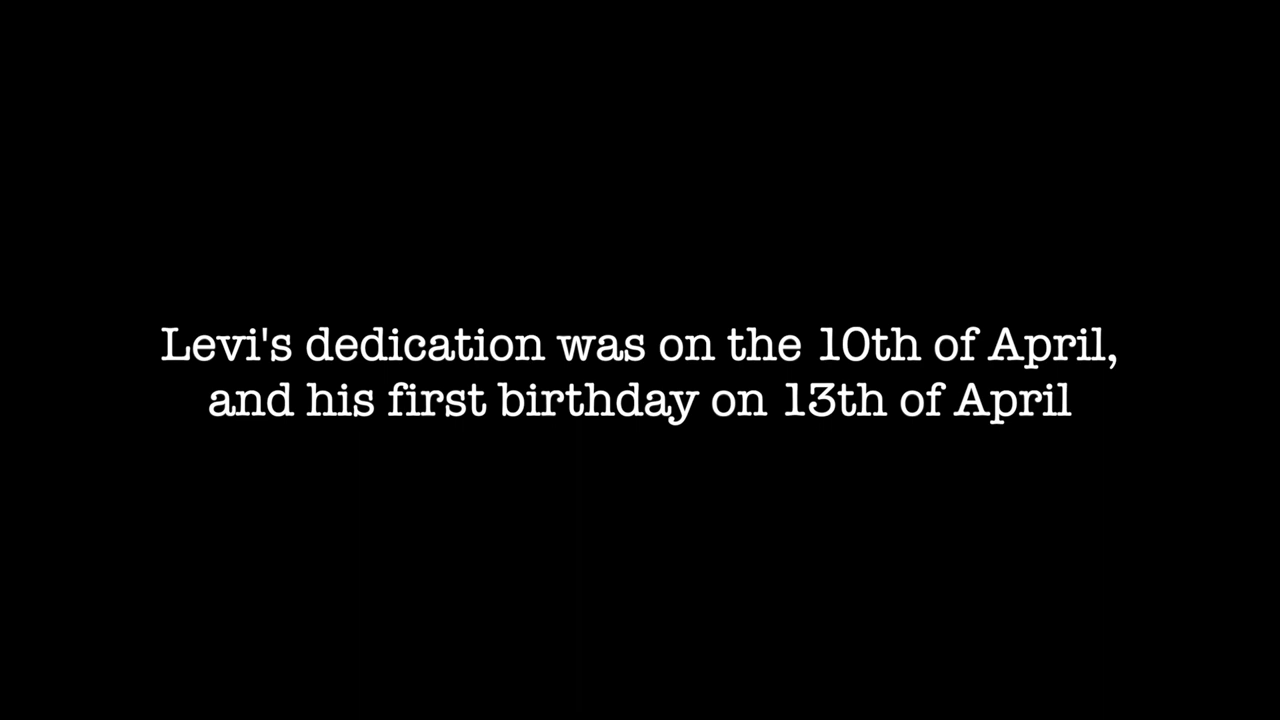 Levi's dedication was on the 10th of April,
and his first birthday on 13th of April